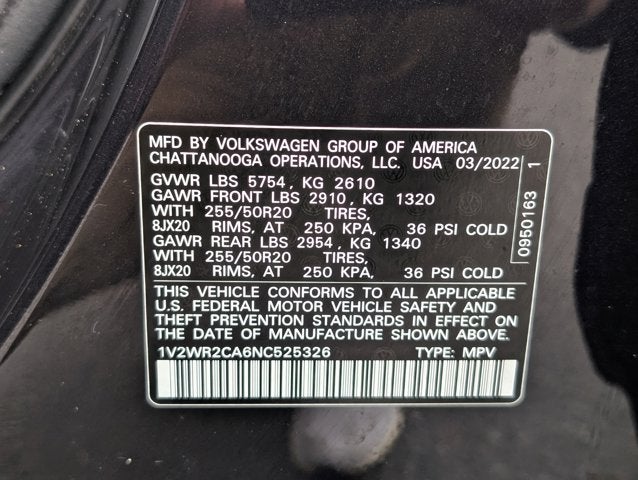 MFD BY VOLKSWAGEN GROUP OF AMERICA
CHATTANOOGA OPERATIONS, LLC. USA 03/2022
GVWR LBS 5754, KG 2610
GAWR FRONT LBS 2910, KG 1320
WITH 255/50R20 TIRES,
8JX20 RIMS, AT 250 KPA, 36 PSI COLD
GAWR REAR LBS 2954, KG 1340
WITH 255/50R20 TIRES,
8JX20 RIMS, AT 250 KPA, 36 PSI COLD
THIS VEHICLE CONFORMS TO ALL APPLICABLE
U.S. FEDERAL MOTOR VEHICLE SAFETY AND
THEFT PREVENTION STANDARDS IN EFFECT ON
THE DATE OF MANUFACTURE SHOWN ABOVE.
1V2WR2CA6NC525326 TYPE: MPV
0950163 1